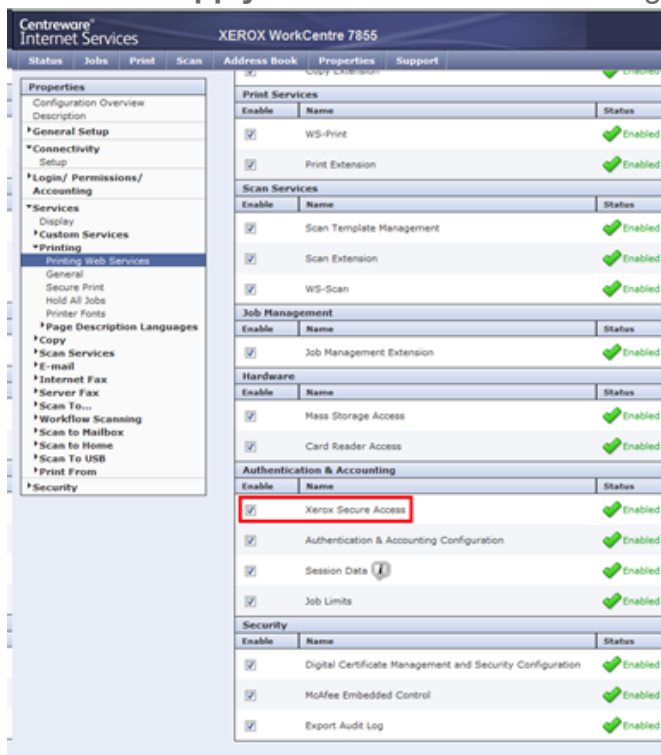 Apply
Centreware®
Internet Services XEROX WorkCentre 7855
Status Jobs Print Scan Address Book Properties Support
Properties
Configuration Overview
Description
General Setup
Connectivity
Setup
Login/ Permissions/
Accounting
Services
Display
Custom Services
Printing
Printing Web Services
General
Secure Print
Hold All Jobs
Printer Fonts
Page Description Languages
Copy
Scan Services
E-mail
Internet Fax
Server Fax
Scan To...
Workflow Scanning
Scan to Mailbox
Scan to Home
Scan To USB
Print From
Security
Copy Extension Enabled
Print Services
Enable Name Status
WS-Print Enabled
Print Extension Enabled
Scan Services
Enable Name Status
Scan Template Management Enabled
Scan Extension Enabled
WS-Scan Enabled
Job Management
Enable Name Status
Job Management Extension Enabled
Hardware
Enable Name Status
Mass Storage Access Enabled
Card Reader Access Enabled
Authentication & Accounting
Enable Name Status
Xerox Secure Access Enabled
Authentication & Accounting Configuration Enabled
Session Data i Enabled
Job Limits Enabled
Security
Enable Name Status
Digital Certificate Management and Security Configuration Enabled
McAfee Embedded Control Enabled
Export Audit Log Enabled